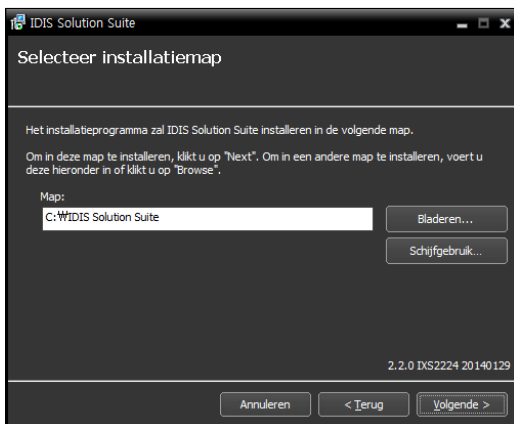 IDIS Solution Suite
Selecteer installatiemap
Het installatieprogramma zal IDIS Solution Suite installeren in de volgende map.
Om in deze map te installeren, klikt u op "Next". Om in een andere map te installeren, voert u
deze hieronder in of klikt u op "Browse".
Map:
C:₩IDIS Solution Suite
Bladeren...
Schijfgebruik...
2.2.0 IXS2224 20140129
Annuleren
< Terug
Volgende >